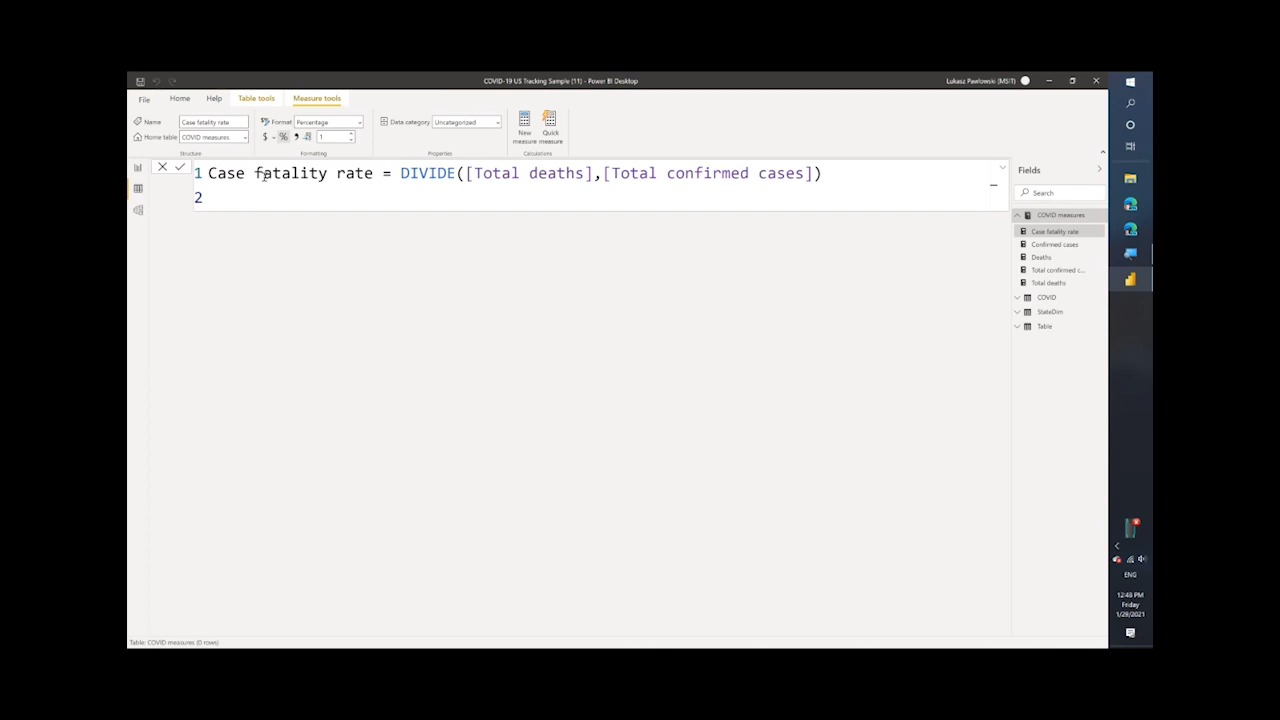 COVID-19 US Tracking Sample (11) - Power BI Desktop
Lukasz Pawlowski (MSIT)
File Home Help Table tools Measure tools
Name Case fatality rate
Format Percentage
Data category Uncategorized
Home table COVID measures
$ % 1
New measure
Quick measure
Structure
Formatting
Properties
Calculations
1 Case fatality rate = DIVIDE([Total deaths],[Total confirmed cases])
2
Fields
Search
COVID measures
Case fatality rate
Confirmed cases
Deaths
Total confirmed c...
Total deaths
COVID
StateDim
Table
ENG
12:48 PM
Friday
1/29/2021
Table: COVID measures (0 rows)